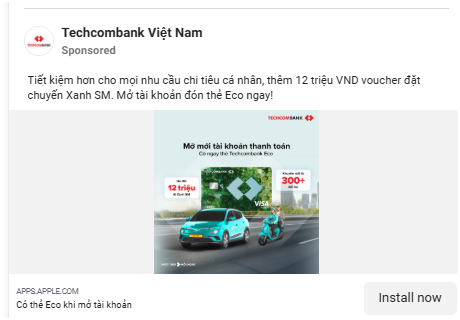 Techcombank Việt Nam
Sponsored
Tiết kiệm hơn cho mọi nhu cầu chi tiêu cá nhân, thêm 12 triệu VND voucher đặt
chuyến Xanh SM. Mở tài khoản đón thẻ Eco ngay!
TECHCOMBANK
Mở mới tài khoản thanh toán
Có ngay thẻ Techcombank Eco
12 triệu
300+
VISA
APPS.APPLE.COM
Có thẻ Eco khi mở tài khoản
Install now